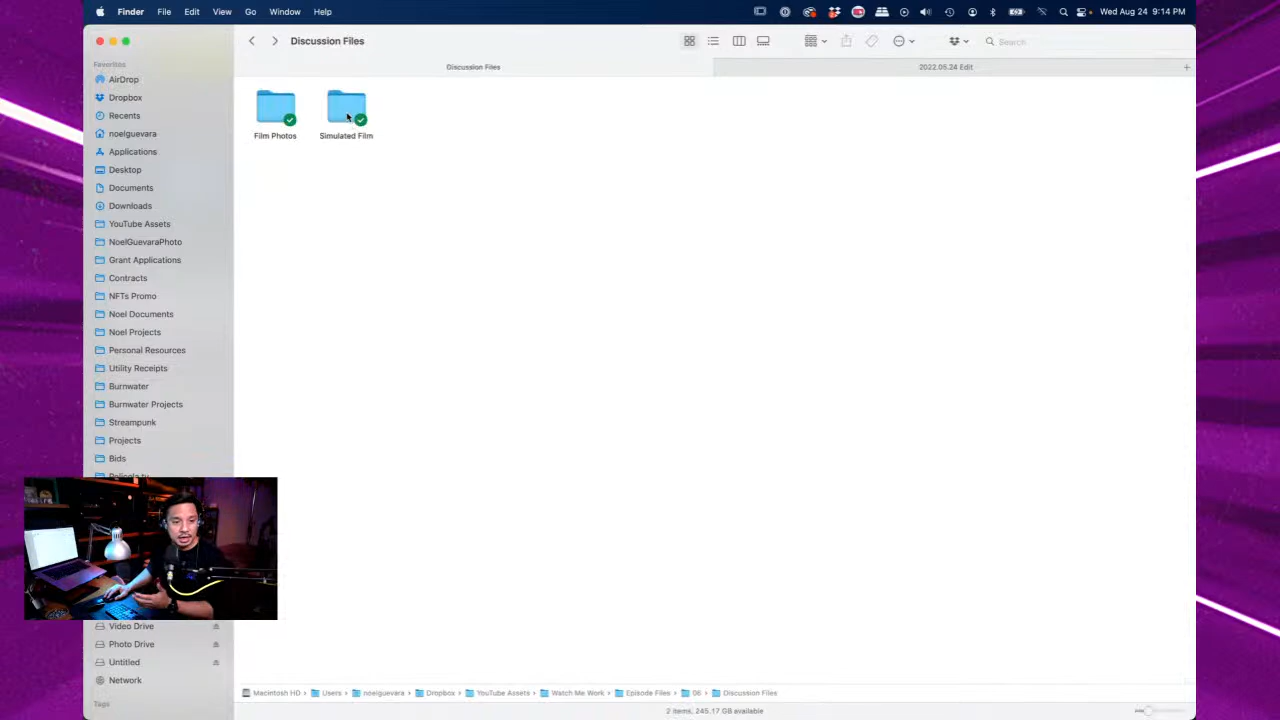 Finder File Edit View Go Window Help Wed Aug 24 9:14 PM
Discussion Files Search
Discussion Files 2022.05.24 Edit
Favorites
AirDrop
Dropbox
Recents
noelguevara
Applications
Desktop
Documents
Downloads
YouTube Assets
NoelGuevaraPhoto
Grant Applications
Contracts
NFTs Promo
Noel Documents
Noel Projects
Personal Resources
Utility Receipts
Burnwater
Burnwater Projects
Streampunk
Projects
Bids
Video Drive
Photo Drive
Untitled
Network
Tags
Film Photos Simulated Film
Macintosh HD › Users › noelguevara › Dropbox › YouTube Assets › Watch Me Work › Episode Files › 06 › Discussion Files
2 items, 245.17 GB available